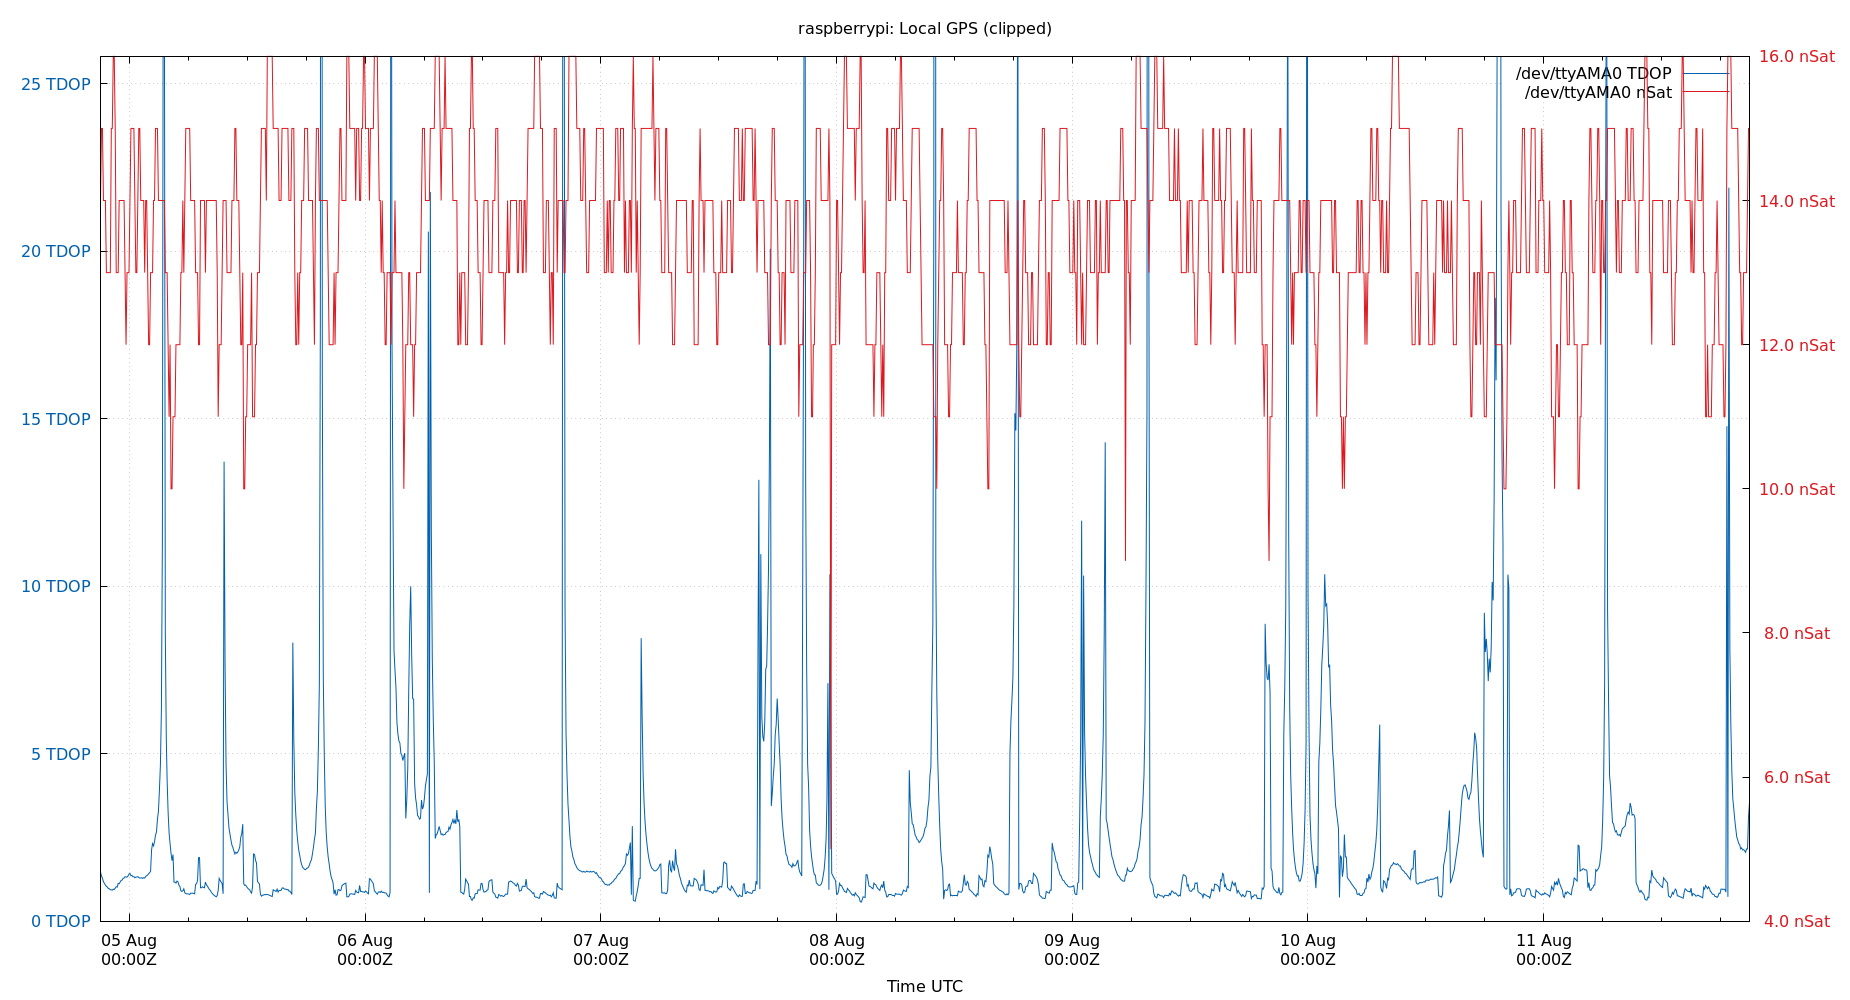 raspberrypi: Local GPS (clipped)
/dev/ttyAMA0 TDOP
/dev/ttyAMA0 nSat
25 TDOP
20 TDOP
15 TDOP
10 TDOP
5 TDOP
0 TDOP
16.0 nSat
14.0 nSat
12.0 nSat
10.0 nSat
8.0 nSat
6.0 nSat
4.0 nSat
05 Aug
00:00Z
06 Aug
00:00Z
07 Aug
00:00Z
08 Aug
00:00Z
09 Aug
00:00Z
10 Aug
00:00Z
11 Aug
00:00Z
Time UTC